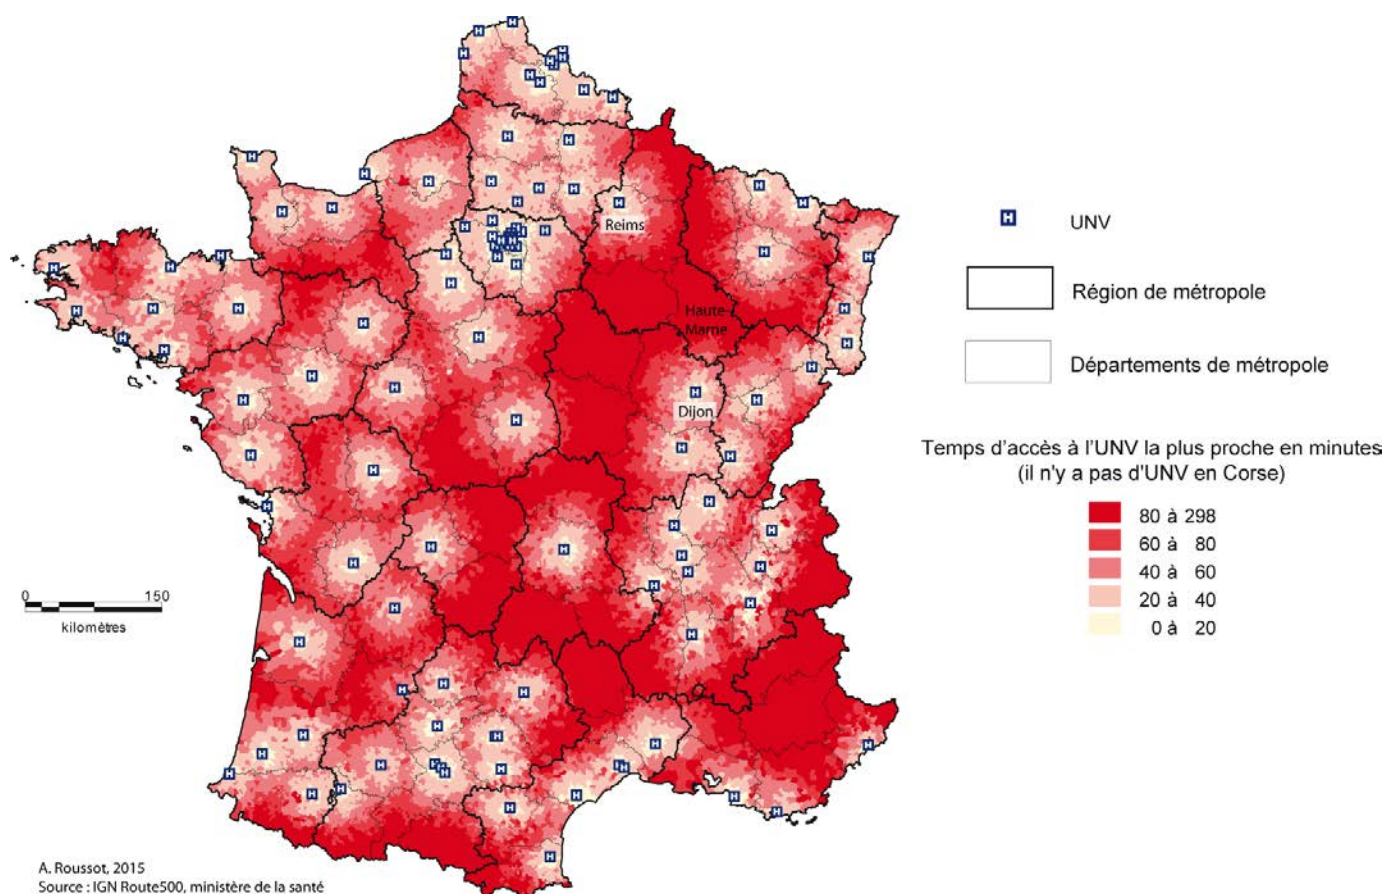 Reims
Haute
Marne
Dijon
0 150
kilomètres
A. Roussot, 2015
Source : IGN Route500, ministère de la santé
H UNV
Région de métropole
Départements de métropole
Temps d'accès à l'UNV la plus proche en minutes
(il n'y a pas d'UNV en Corse)
80 à 298
60 à 80
40 à 60
20 à 40
0 à 20